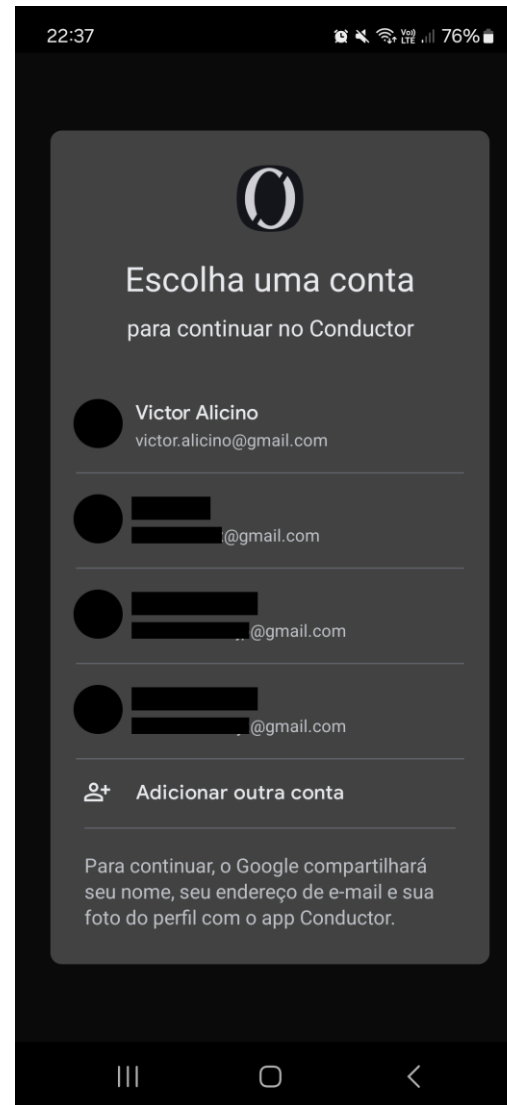 22:37
Vo)) LTE 76%
Escolha uma conta
para continuar no Conductor
Victor Alicino
victor.alicino@gmail.com
@gmail.com
@gmail.com
@gmail.com
Adicionar outra conta
Para continuar, o Google compartilhará
seu nome, seu endereço de e-mail e sua
foto do perfil com o app Conductor.